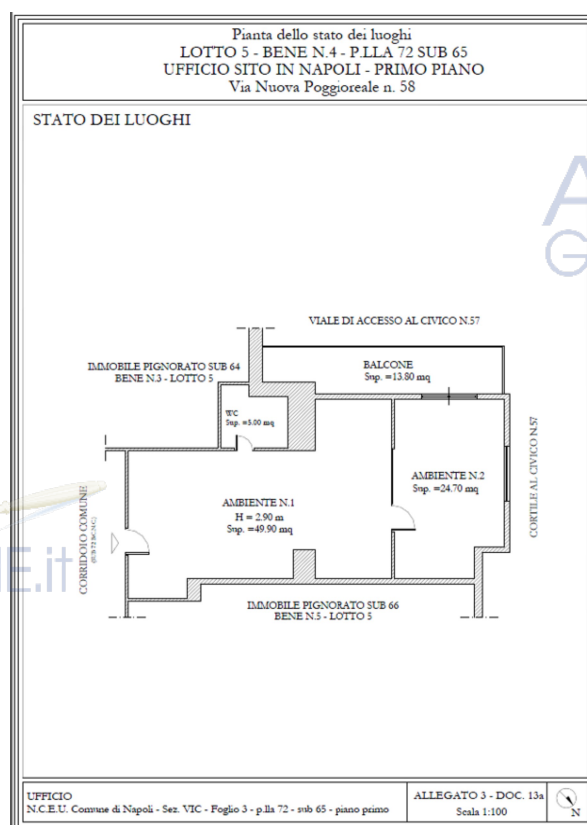 Pianta dello stato dei luoghi
LOTTO 5 - BENE N.4 - P.LLA 72 SUB 65
UFFICIO SITO IN NAPOLI - PRIMO PIANO
Via Nuova Poggioreale n. 58
STATO DEI LUOGHI
A
G
VIALE DI ACCESSO AL CIVICO N.57
IMMOBILE PIGNORATO SUB 64
BENE N.3 - LOTTO 5
BALCONE
Sup. =13.80 mq
WC
Sup. =5.00 mq
AMBIENTE N.2
Sup. =24.70 mq
CORTILE AL CIVICO N.57
AMBIENTE N.1
H = 2.90 m
Sup. =49.90 mq
CORRIDOIO COMUNE
NE.it
IMMOBILE PIGNORATO SUB 66
BENE N.5 - LOTTO 5
UFFICIO
N.C.E.U. Comune di Napoli - Sez. VIC - Foglio 3 - p.lla 72 - sub 65 - piano primo
ALLEGATO 3 - DOC. 13a
Scala 1:100
N